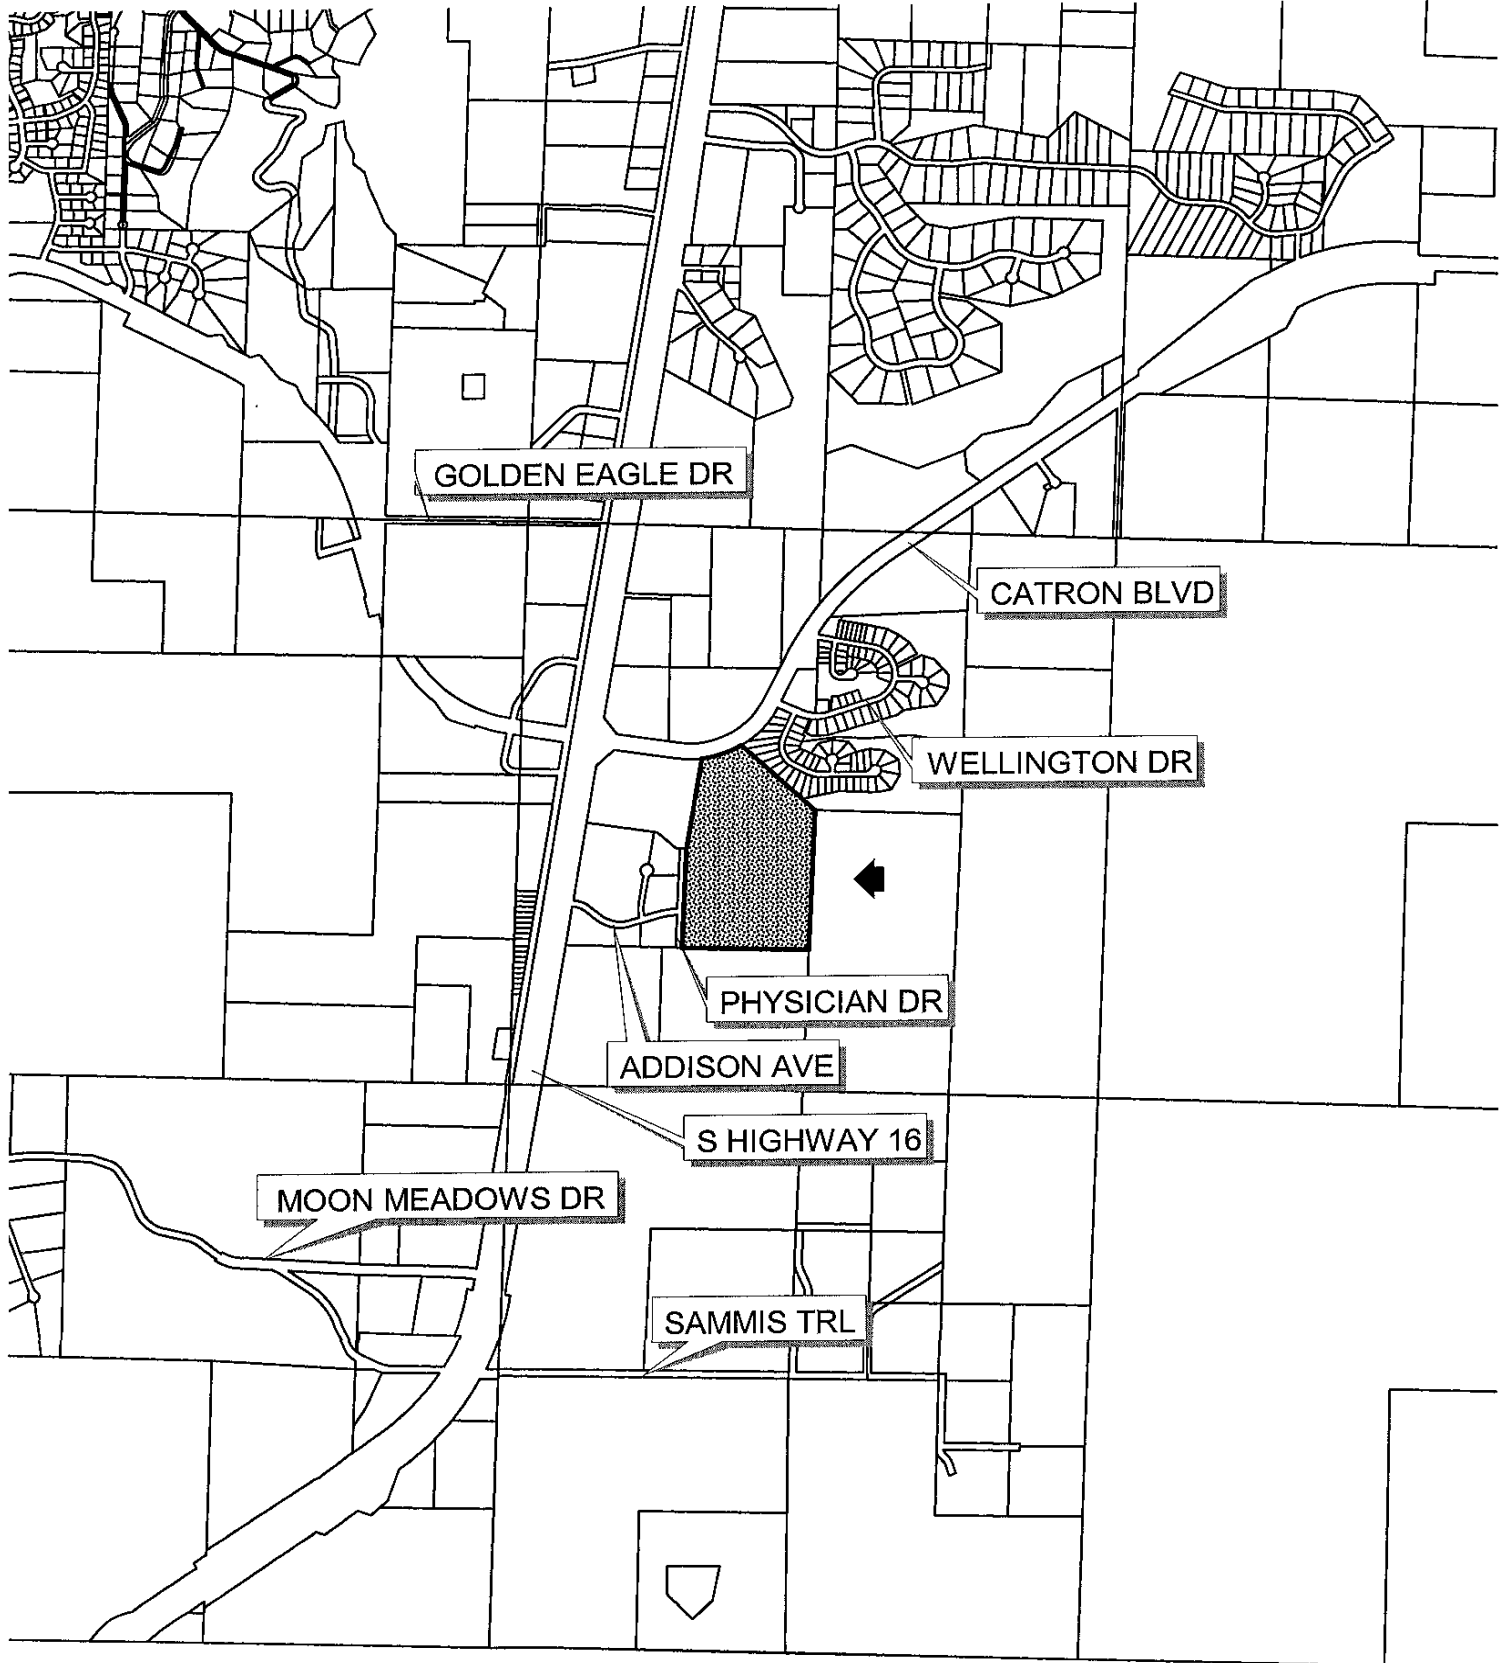 GOLDEN EAGLE DR
CATRON BLVD
WELLINGTON DR
PHYSICIAN DR
ADDISON AVE
S HIGHWAY 16
MOON MEADOWS DR
SAMMIS TRL